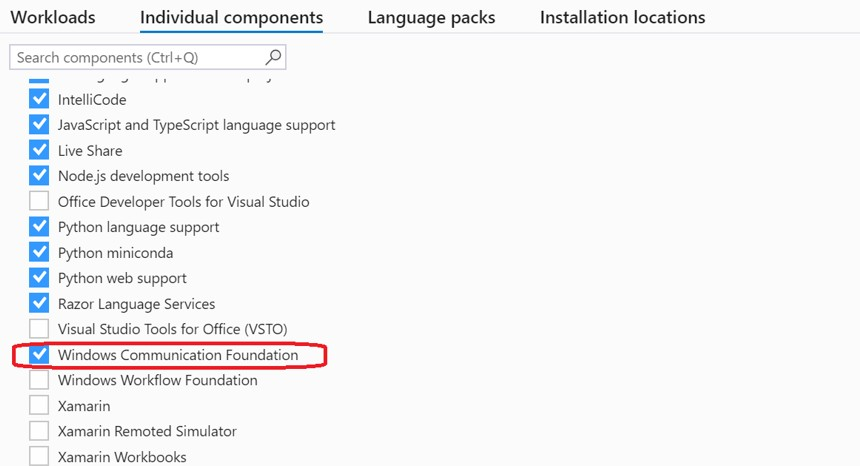 Workloads
Individual components
Language packs
Installation locations
Search components (Ctrl+Q)
IntelliCode
JavaScript and TypeScript language support
Live Share
Node.js development tools
Office Developer Tools for Visual Studio
Python language support
Python miniconda
Python web support
Razor Language Services
Visual Studio Tools for Office (VSTO)
Windows Communication Foundation
Windows Workflow Foundation
Xamarin
Xamarin Remoted Simulator
Xamarin Workbooks